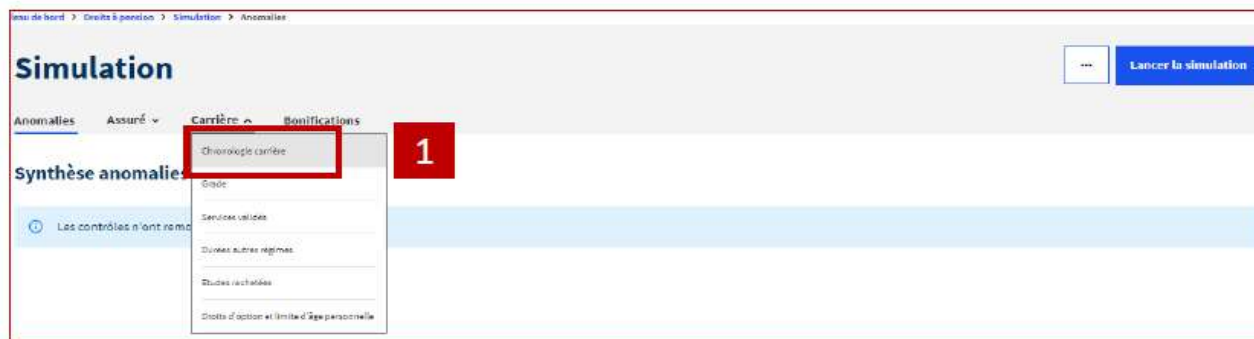 Droits à pension > Simulation > Anomalies
Simulation
...
Lancer la simulation
Anomalies Assuré Carrière Bonifications
Chronologie carrière
1
Synthèse anomalies
Grade
Services validés
Les contrôles n'ont remo
Durées autres régimes
Etudes rachetées
Droits d'option et limite d'âge personnelle